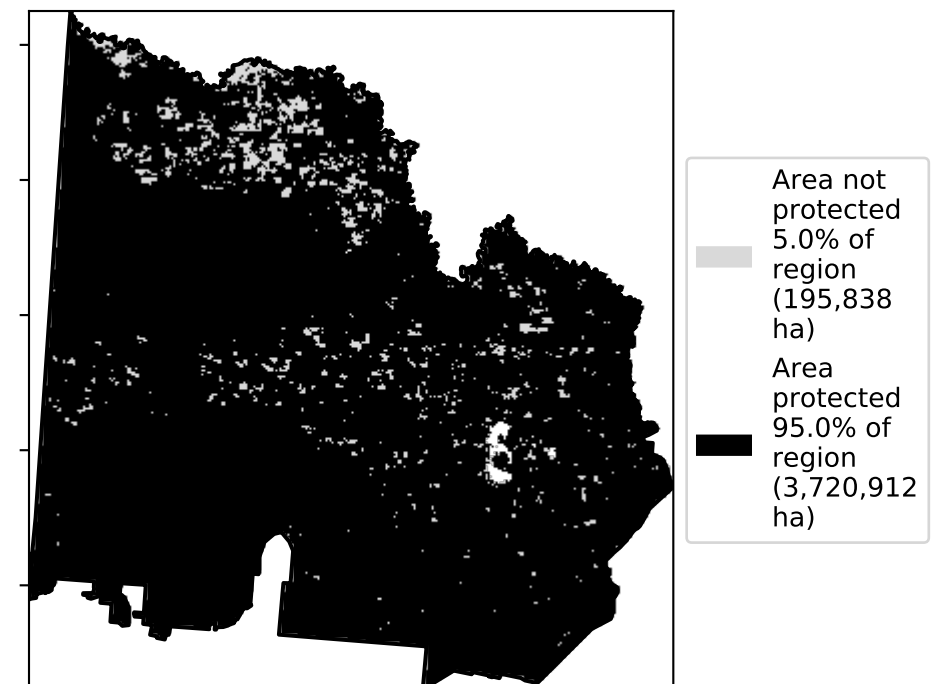 Area not
protected
5.0% of
region
(195,838
ha)
Area
protected
95.0% of
region
(3,720,912
ha)